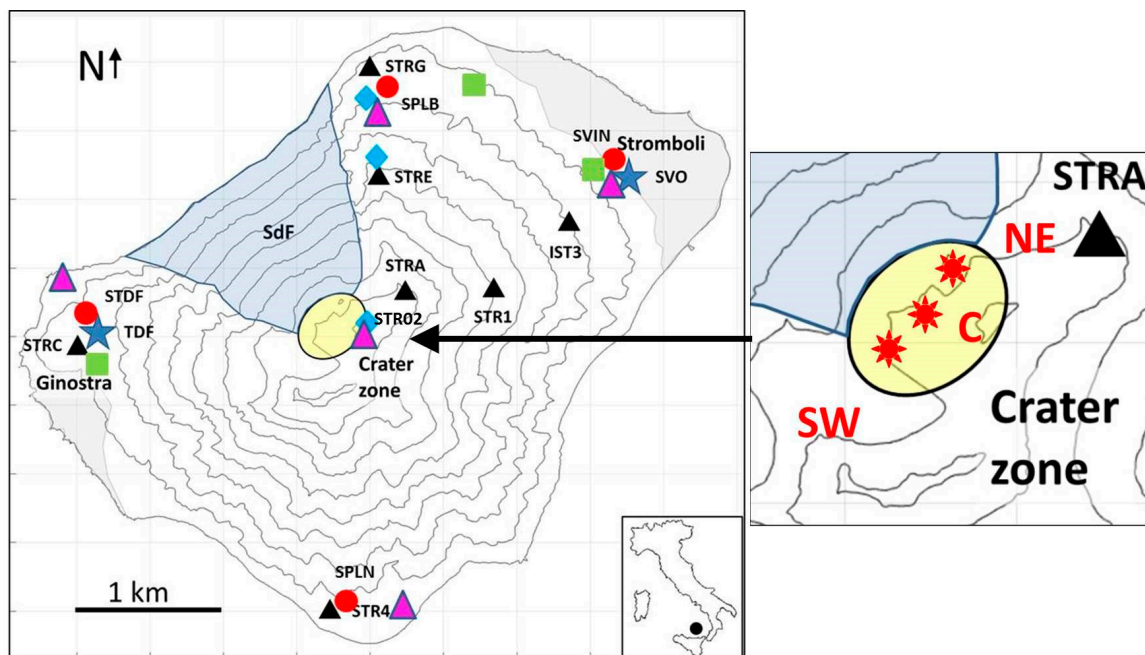 N
STRG
SPLB
SVIN
Stromboli
STRE
SVO
SdF
IST3
STRA
STDF
STR02
STR1
TDF
STRC
Crater
zone
Ginostra
SPLN
1 km
STR4
STRA
NE
C
SW
Crater
zone